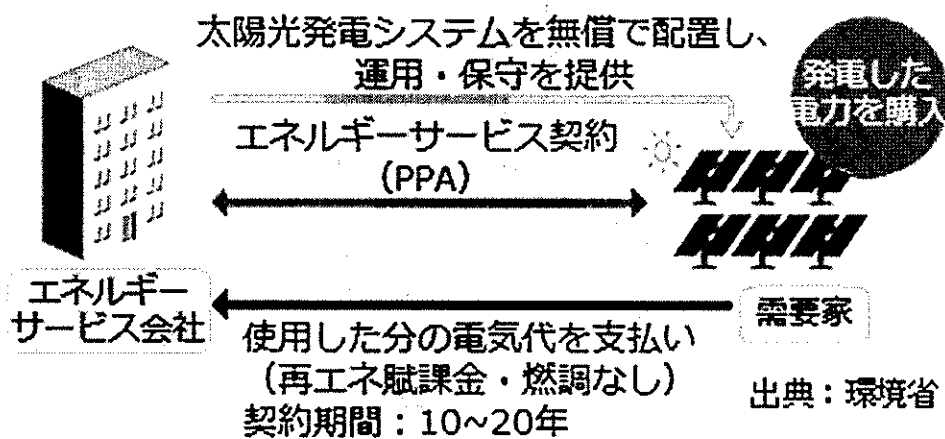 太陽光発電システムを無償で配置し、
運用・保守を提供
発電した
電力を購入
エネルギーサービス契約
（PPA）
エネルギー
サービス会社
需要家
使用した分の電気代を支払い
（再エネ賦課金・燃調なし）
契約期間：10~20年
出典：環境省